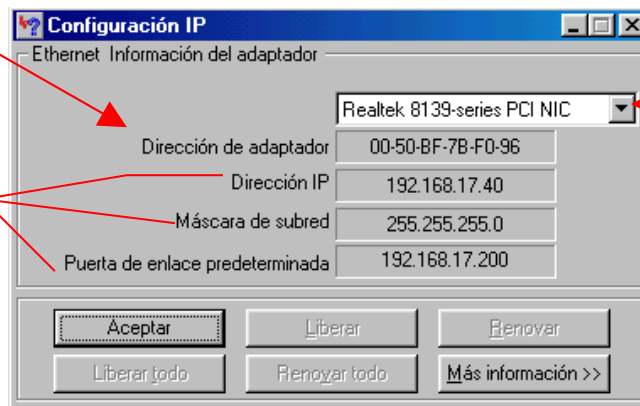 Configuración IP
Ethernet Información del adaptador
Realtek 8139-series PCI NIC
Dirección de adaptador 00-50-BF-7B-F0-96
Dirección IP 192.168.17.40
Máscara de subred 255.255.255.0
Puerta de enlace predeterminada 192.168.17.200
Aceptar Liberar Renovar
Liberar todo Renovar todo Más información >>